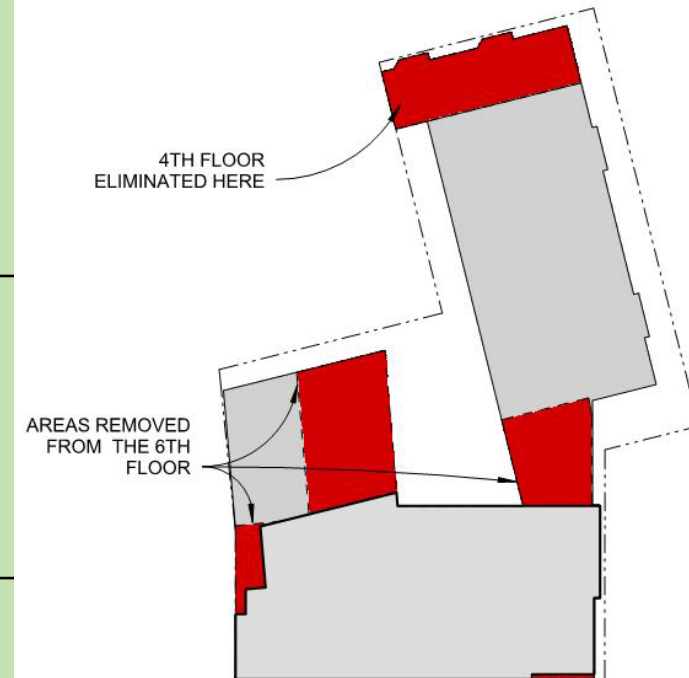 4TH FLOOR
ELIMINATED HERE
AREAS REMOVED
FROM THE 6TH
FLOOR